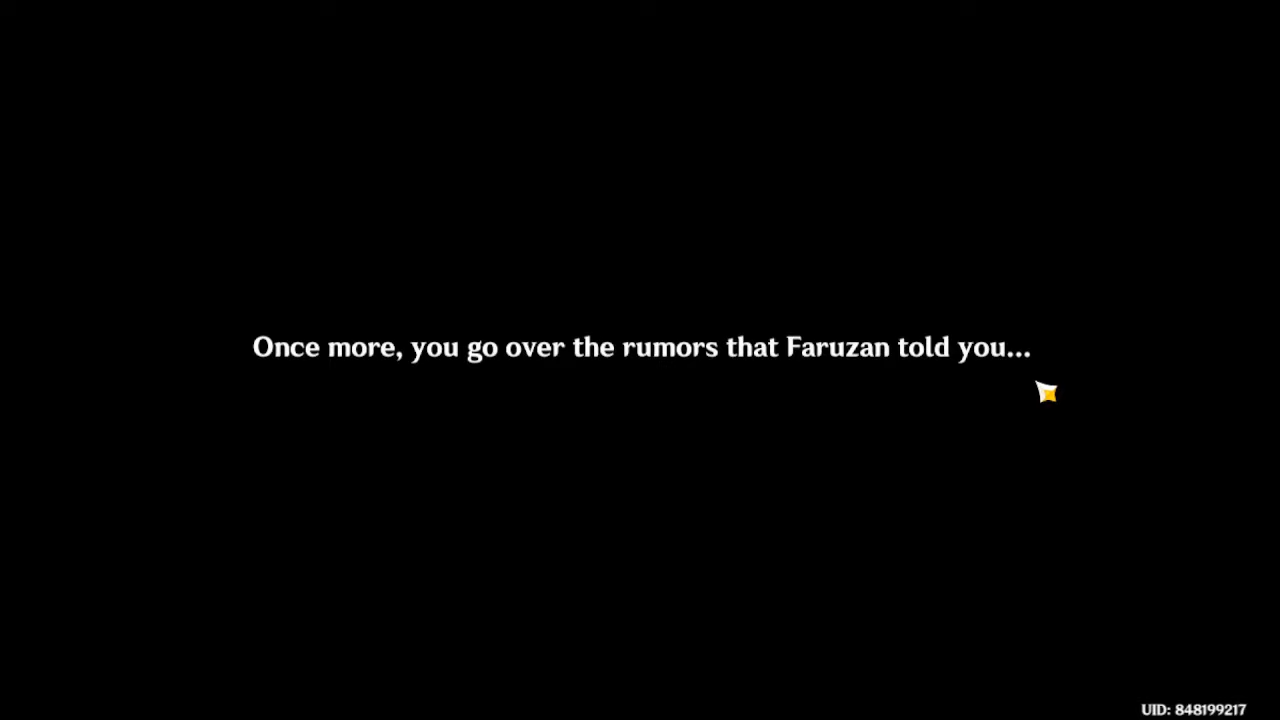 Once more, you go over the rumors that Faruzan told you...
UID: 848199217